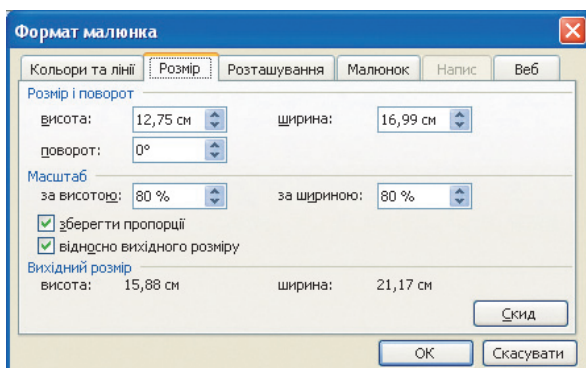 Формат малюнка
Кольори та лінії Розмір Розташування Малюнок Напис Веб
Розмір і поворот
висота: 12,75 см ширина: 16,99 см
поворот: 0°
Масштаб
за висотою: 80 % за шириною: 80 %
зберегти пропорції
відносно вихідного розміру
Вихідний розмір
висота: 15,88 см ширина: 21,17 см
Скид
ОК Скасувати